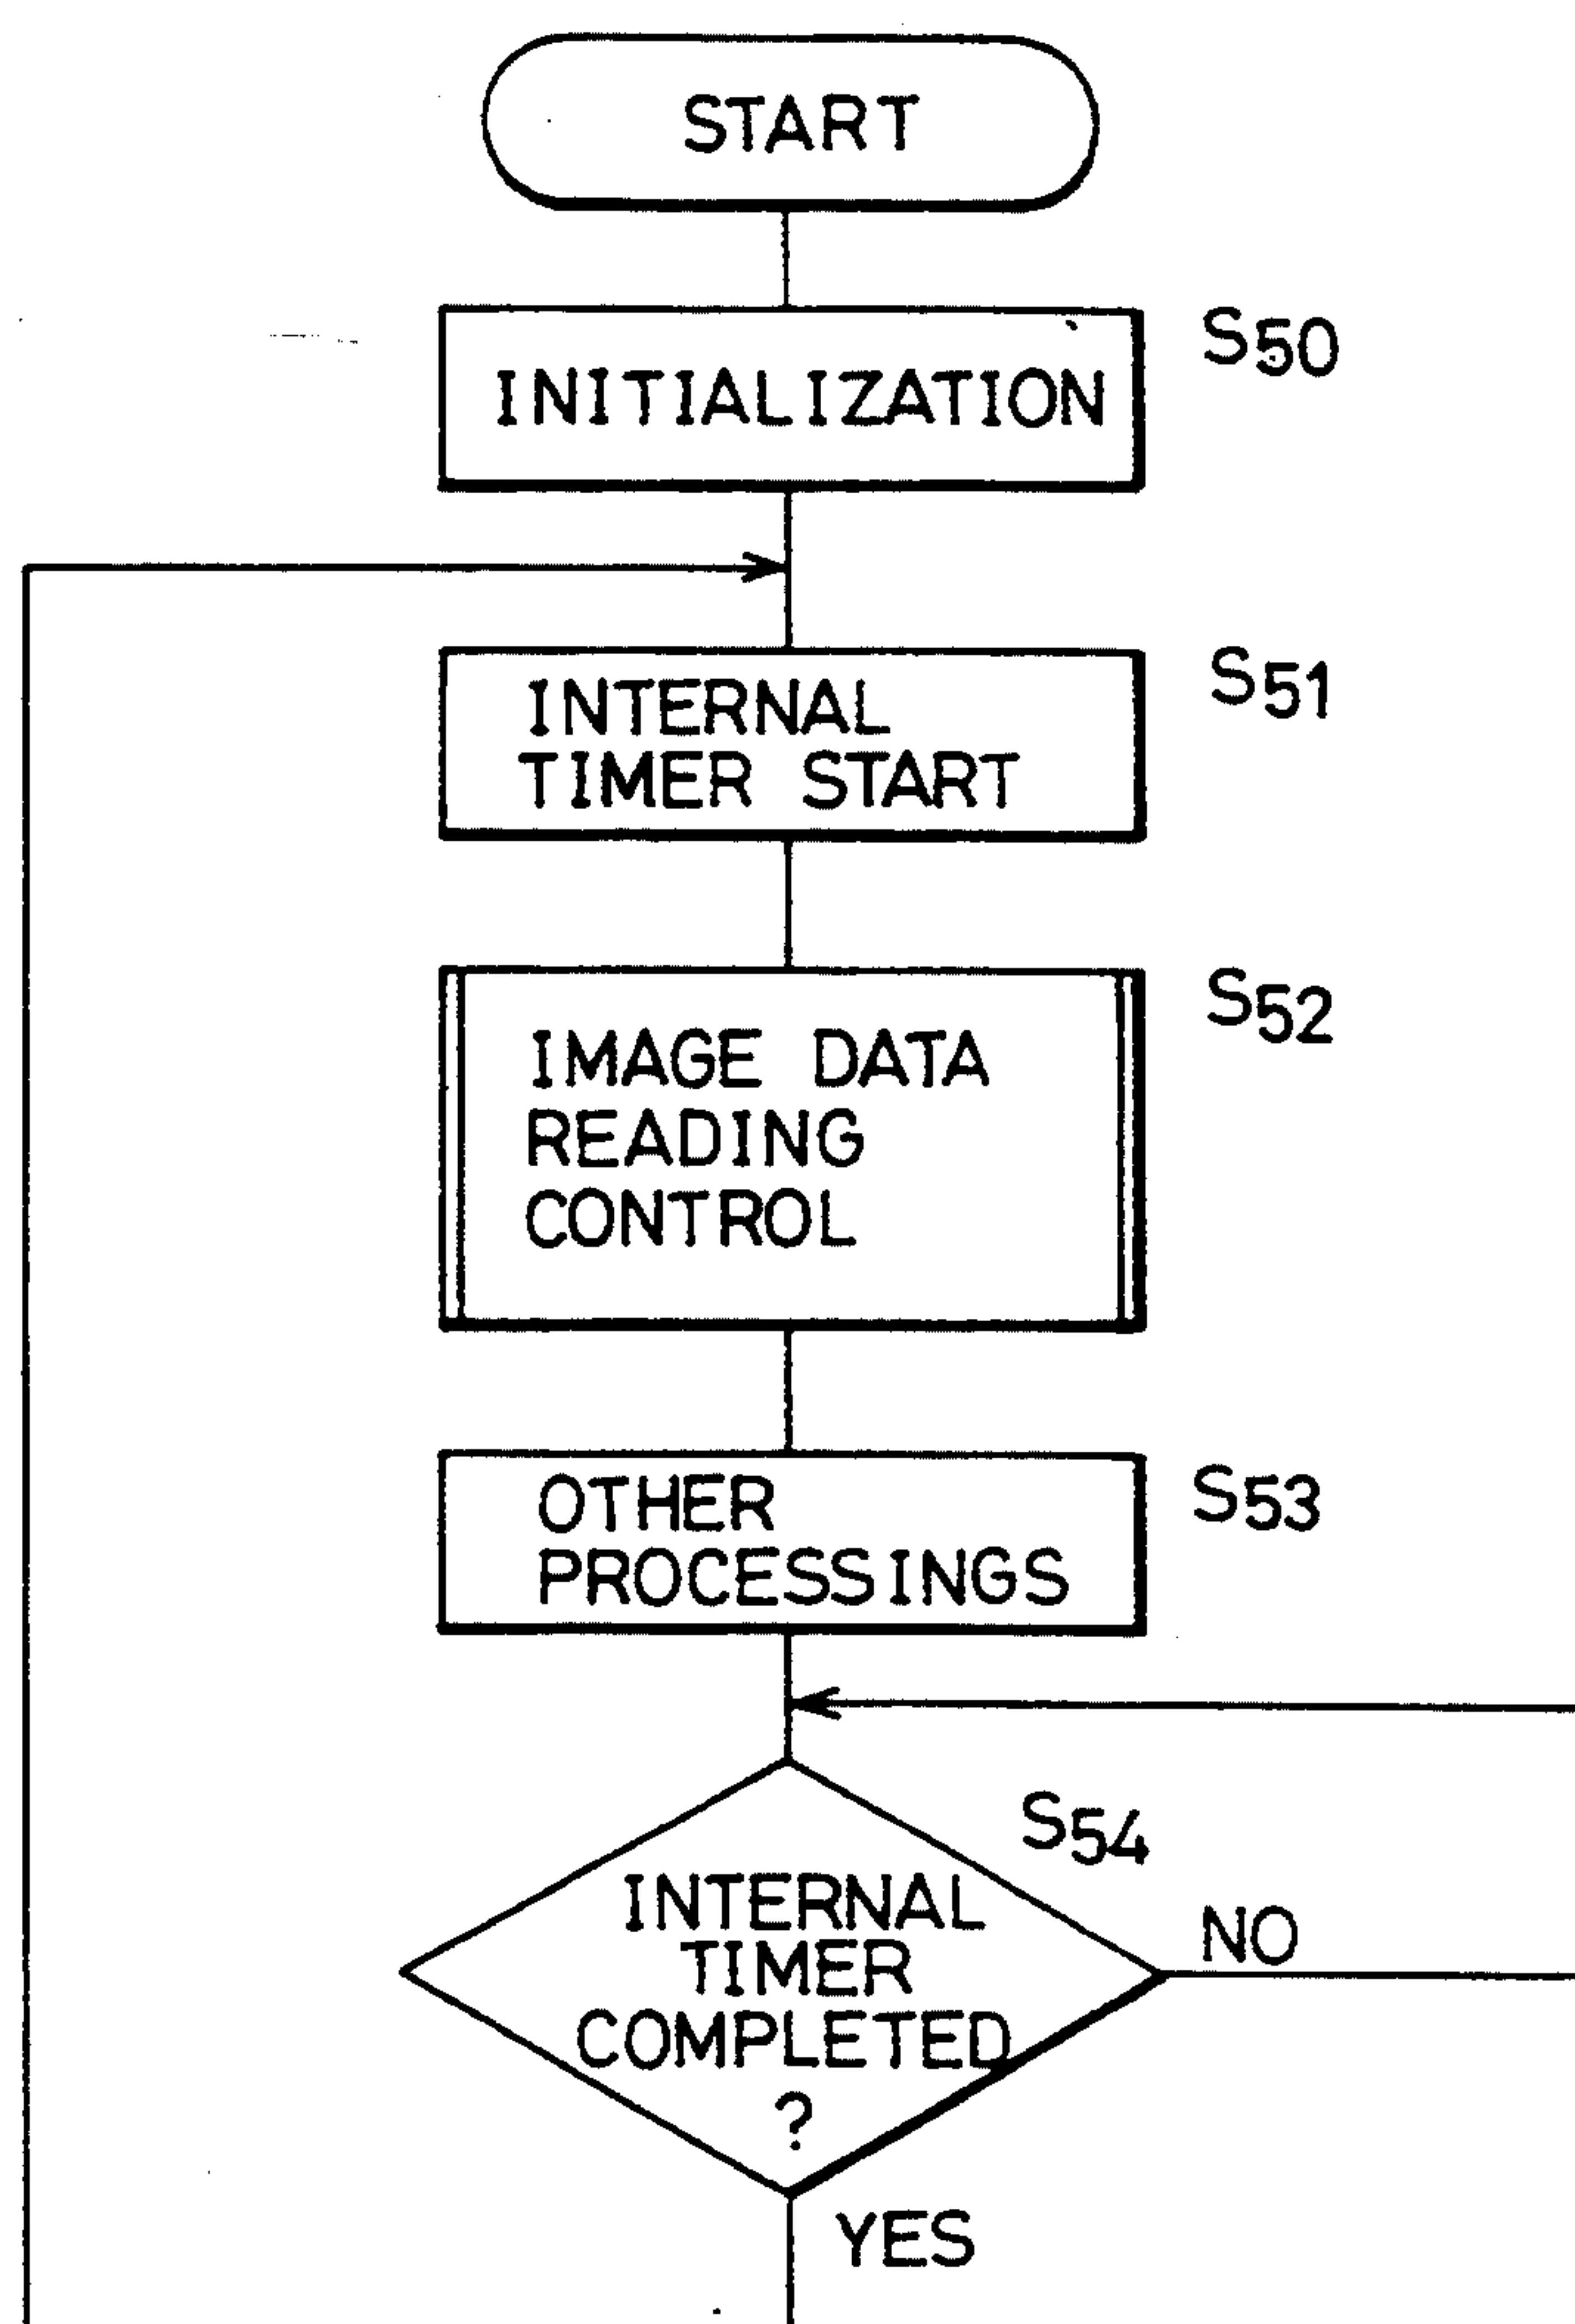 START
S50
INITIALIZATION
S51
INTERNAL
TIMER START
S52
IMAGE DATA
READING
CONTROL
S53
OTHER
PROCESSINGS
S54
INTERNAL
TIMER
COMPLETED
?
NO
YES